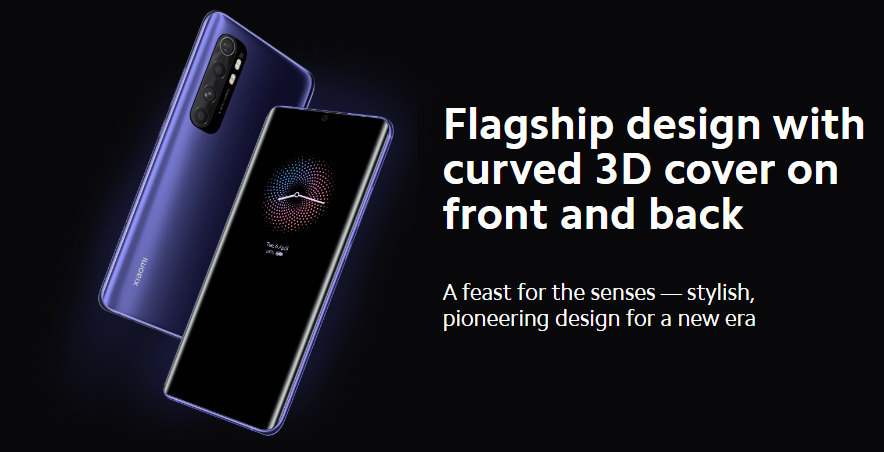 Flagship design with
curved 3D cover on
front and back
A feast for the senses — stylish,
pioneering design for a new era
xiaomi